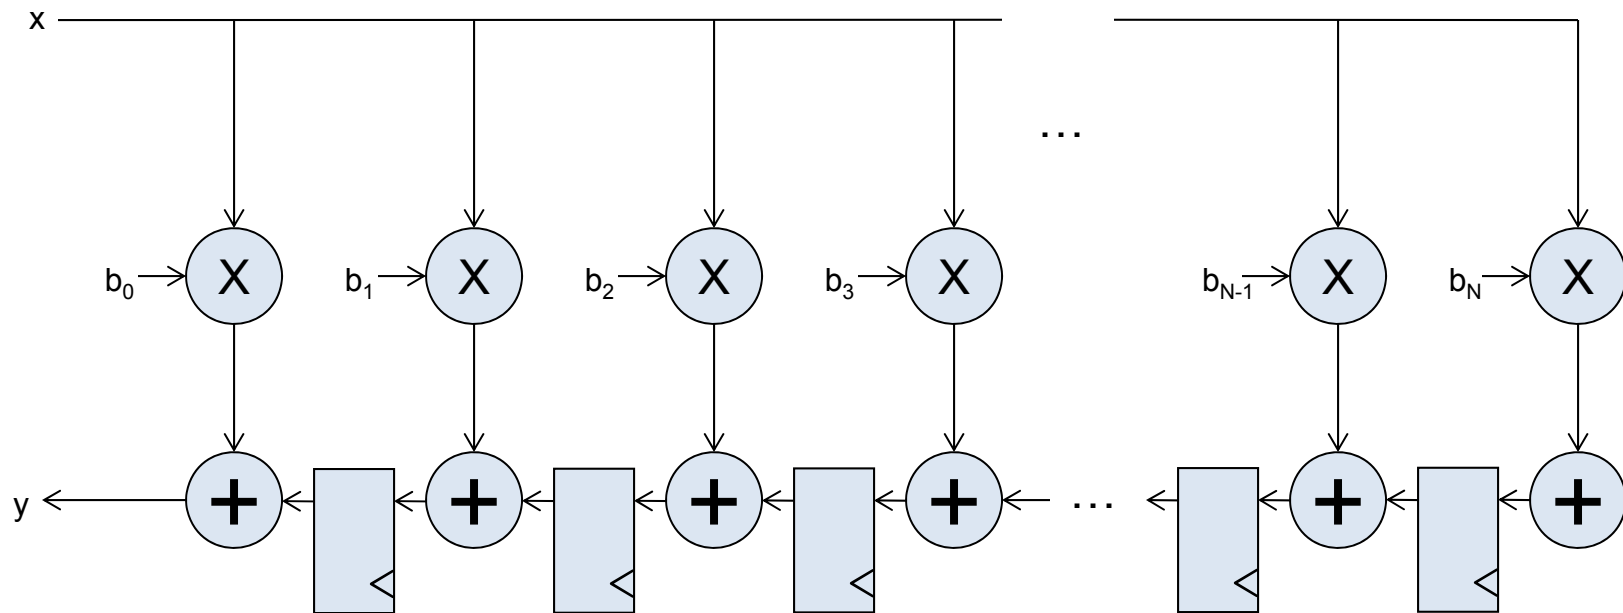 x
...
b0 X b1 X b2 X b3 X bN-1 X bN X
y + + + + ... + +